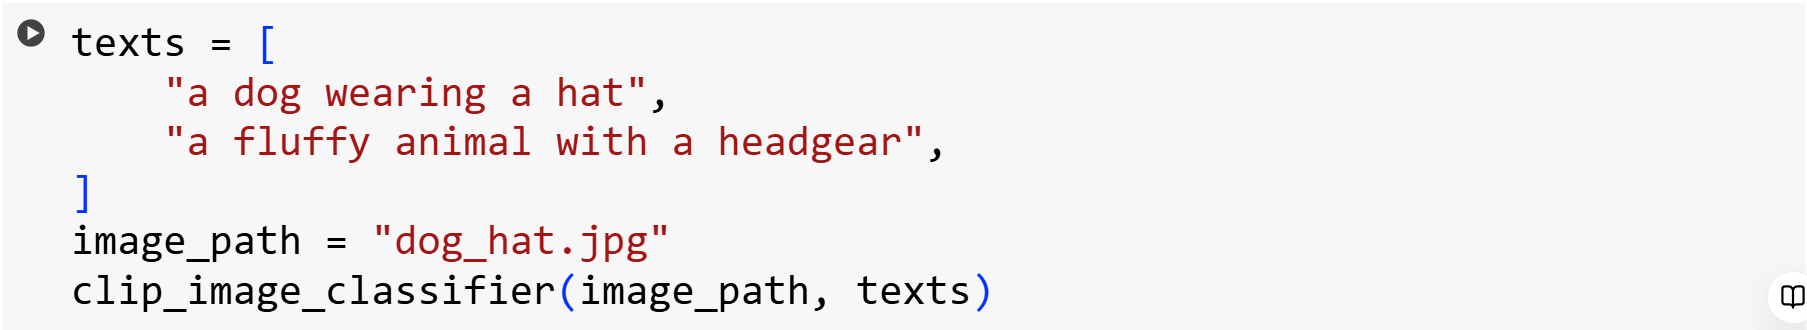 texts = [
    "a dog wearing a hat",
    "a fluffy animal with a headgear",
]
image_path = "dog_hat.jpg"
clip_image_classifier(image_path, texts)